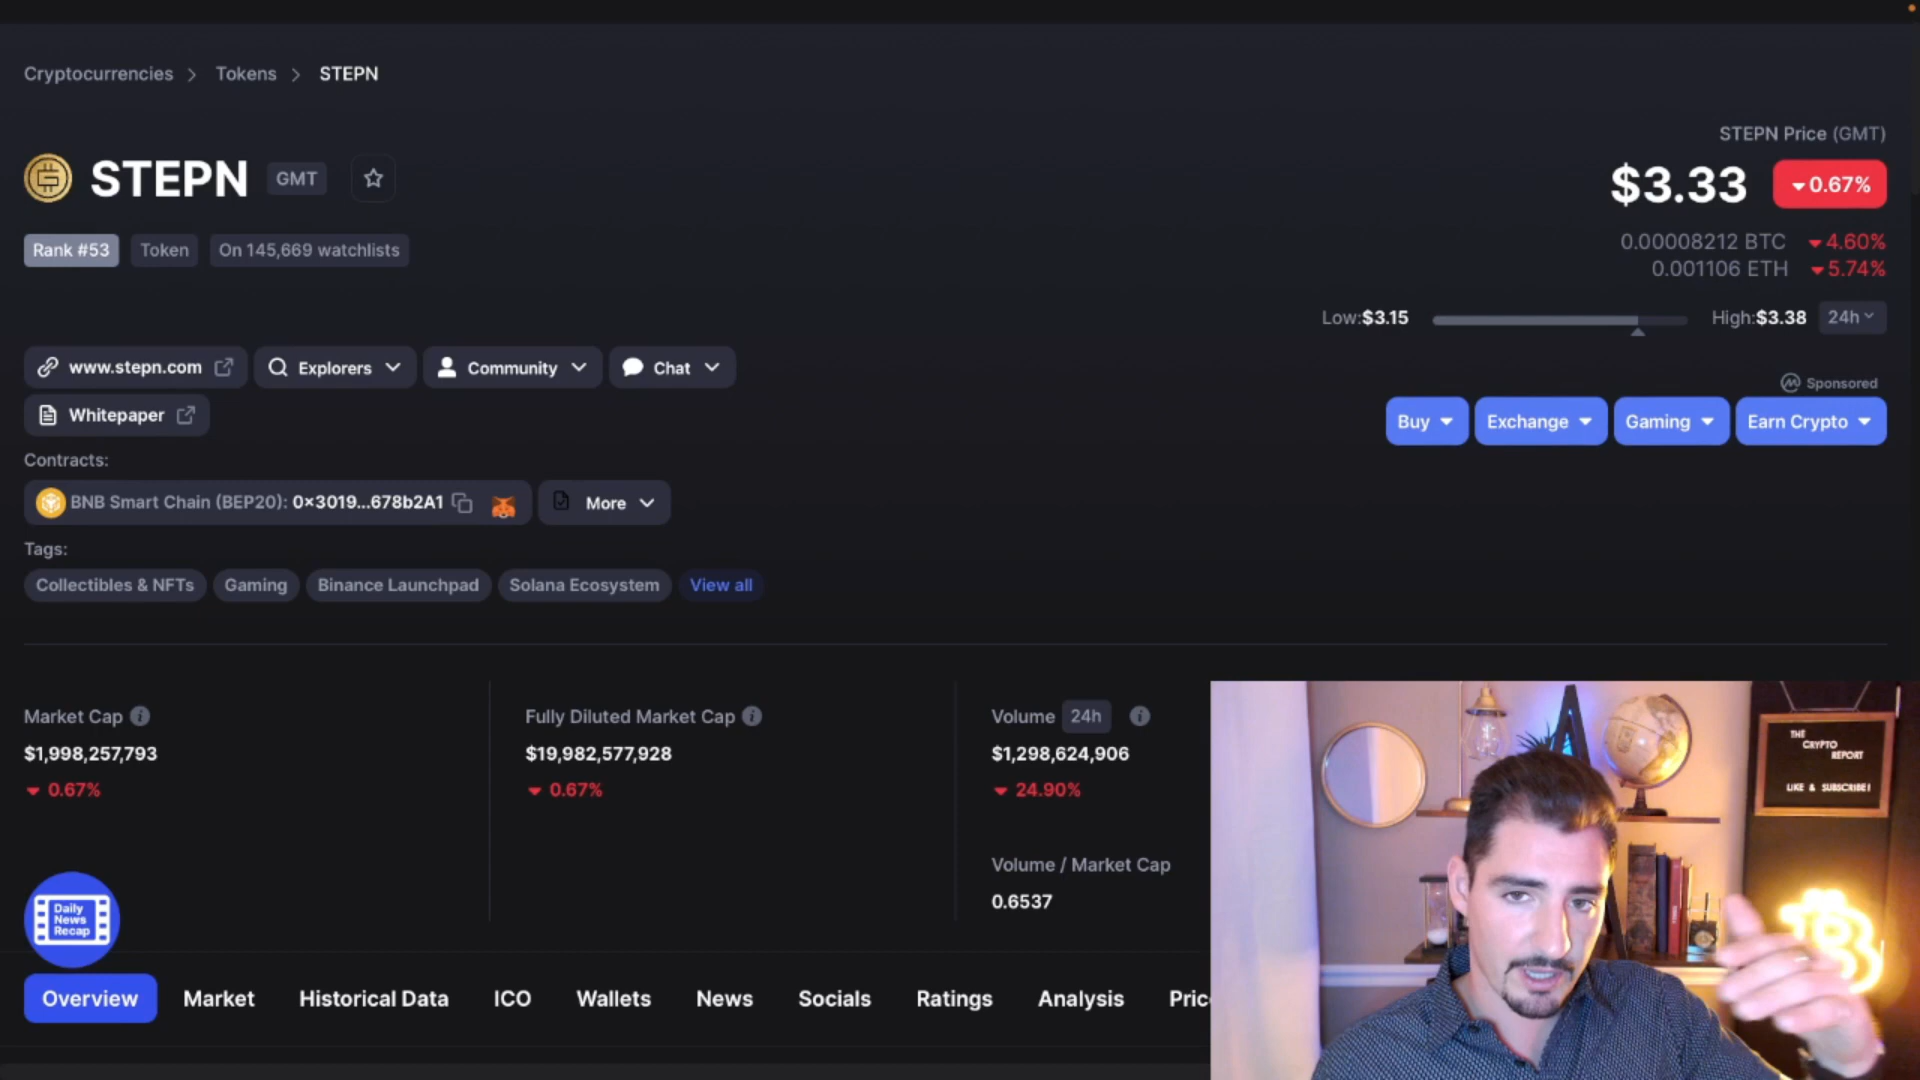 Cryptocurrencies > Tokens > STEPN
STEPN Price (GMT)
STEPN GMT
$3.33 0.67%
Rank #53 Token On 145,669 watchlists
0.00008212 BTC 4.60%
0.001106 ETH 5.74%
Low:$3.15 High:$3.38 24h
www.stepn.com Explorers Community Chat
Sponsored
Whitepaper
Buy Exchange Gaming Earn Crypto
Contracts:
BNB Smart Chain (BEP20): 0x3019...678b2A1 More
Tags:
Collectibles & NFTs Gaming Binance Launchpad Solana Ecosystem View all
Market Cap
$1,998,257,793
0.67%
Fully Diluted Market Cap
$19,982,577,928
0.67%
Volume 24h
$1,298,624,906
24.90%
Volume / Market Cap
0.6537
THE
CRYPTO
REPORT
LIKE & SUBSCRIBE!
Daily
News
Recap
Overview Market Historical Data ICO Wallets News Socials Ratings Analysis Pric